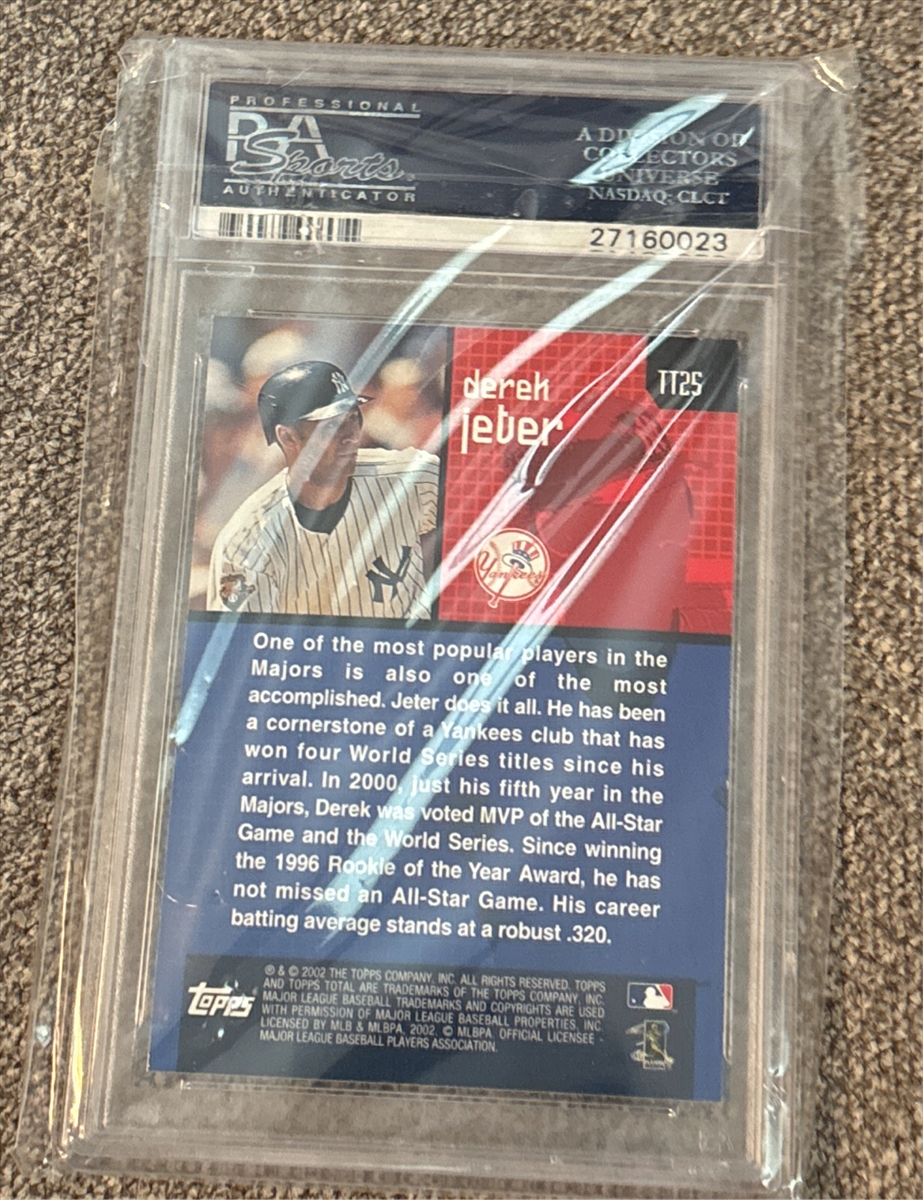 PROFESSIONAL
PSA
Sports
AUTHENTICATOR
A DIVISION OF
COLLECTORS
UNIVERSE
NASDAQ: CLCT
27160023
derek
jeter
TT25
NY
Yankees
NY
One of the most popular players in the
Majors is also one of the most
accomplished. Jeter does it all. He has been
a cornerstone of a Yankees club that has
won four World Series titles since his
arrival. In 2000, just his fifth year in the
Majors, Derek was voted MVP of the All-Star
Game and the World Series. Since winning
the 1996 Rookie of the Year Award, he has
not missed an All-Star Game. His career
batting average stands at a robust .320.
topps
® & © 2002 THE TOPPS COMPANY, INC. ALL RIGHTS RESERVED. TOPPS
AND TOPPS TOTAL ARE TRADEMARKS OF THE TOPPS COMPANY, INC.
MAJOR LEAGUE BASEBALL TRADEMARKS AND COPYRIGHTS ARE USED
WITH PERMISSION OF MAJOR LEAGUE BASEBALL PROPERTIES, INC.
LICENSED BY MLB & MLBPA, 2002. © MLBPA, OFFICIAL LICENSEE -
MAJOR LEAGUE BASEBALL PLAYERS ASSOCIATION.